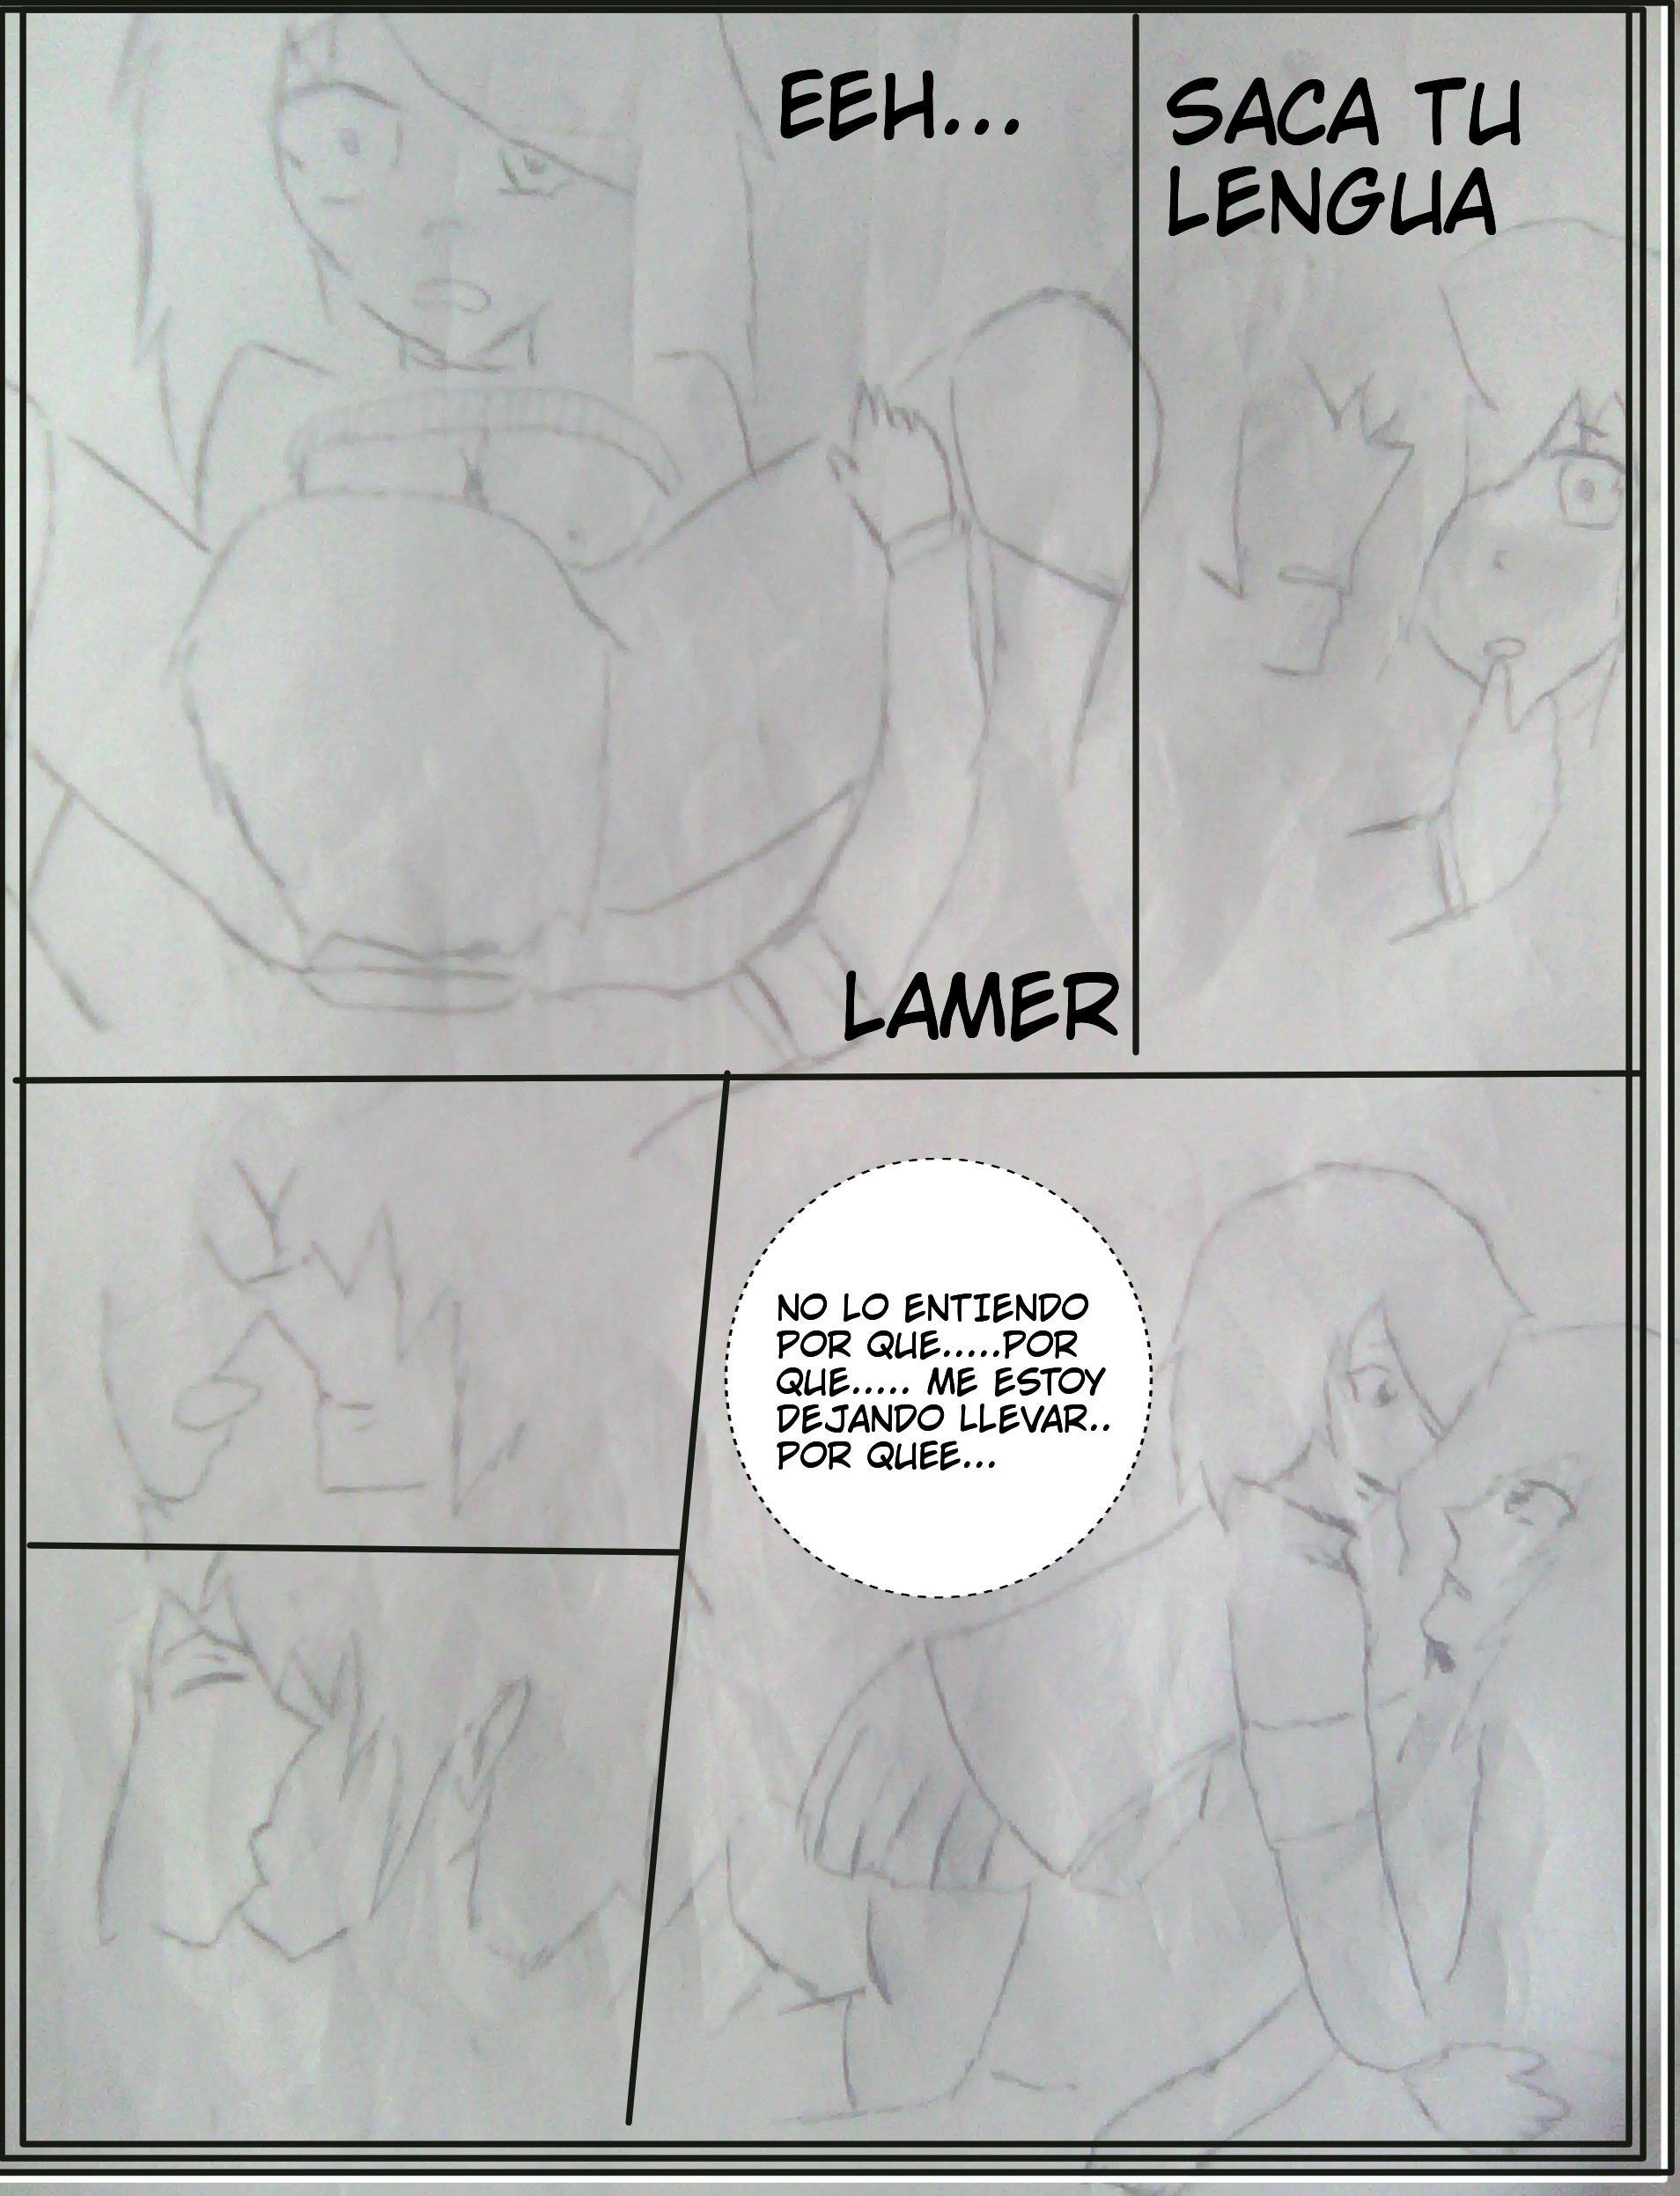 EEH...
SACA TU
LENGUA
LAMER
NO LO ENTIENDO
POR QUE.....POR
QUE..... ME ESTOY
DEJANDO LLEVAR..
POR QUEE...